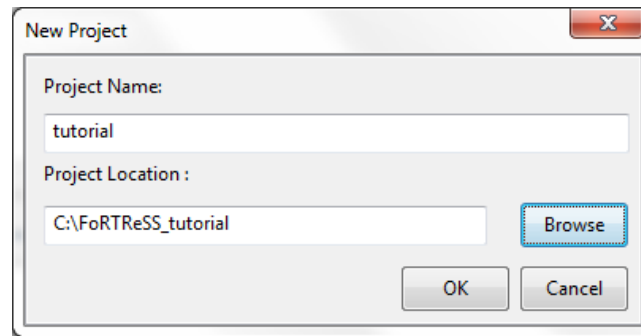 New Project
Project Name:
tutorial
Project Location :
C:\FoRTReSS_tutorial
Browse
OK
Cancel